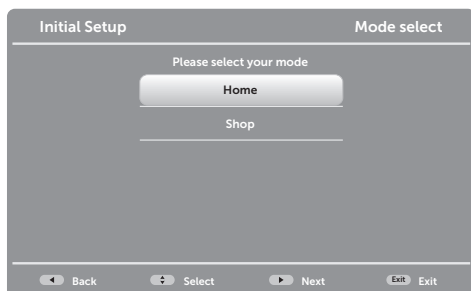 Initial Setup Mode select
Please select your mode
Home
Shop
Back Select Next Exit Exit